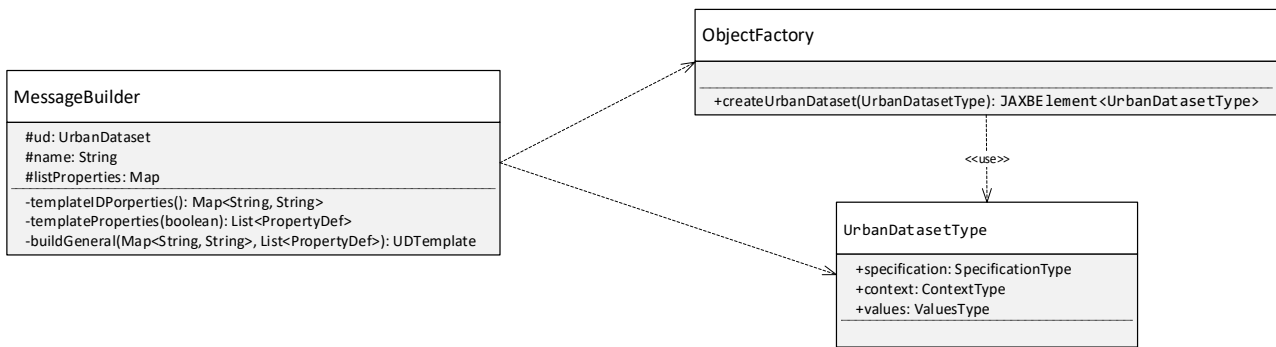 ObjectFactory
+createUrbanDataset(UrbanDatasetType): JAXBElement<UrbanDatasetType>
MessageBuilder
#ud: UrbanDataset
#name: String
#listProperties: Map
-templateIDPorperties(): Map<String, String>
-templateProperties(boolean): List<PropertyDef>
-buildGeneral(Map<String, String>, List<PropertyDef>): UDTemplate
<<use>>
UrbanDatasetType
+specification: SpecificationType
+context: ContextType
+values: ValuesType